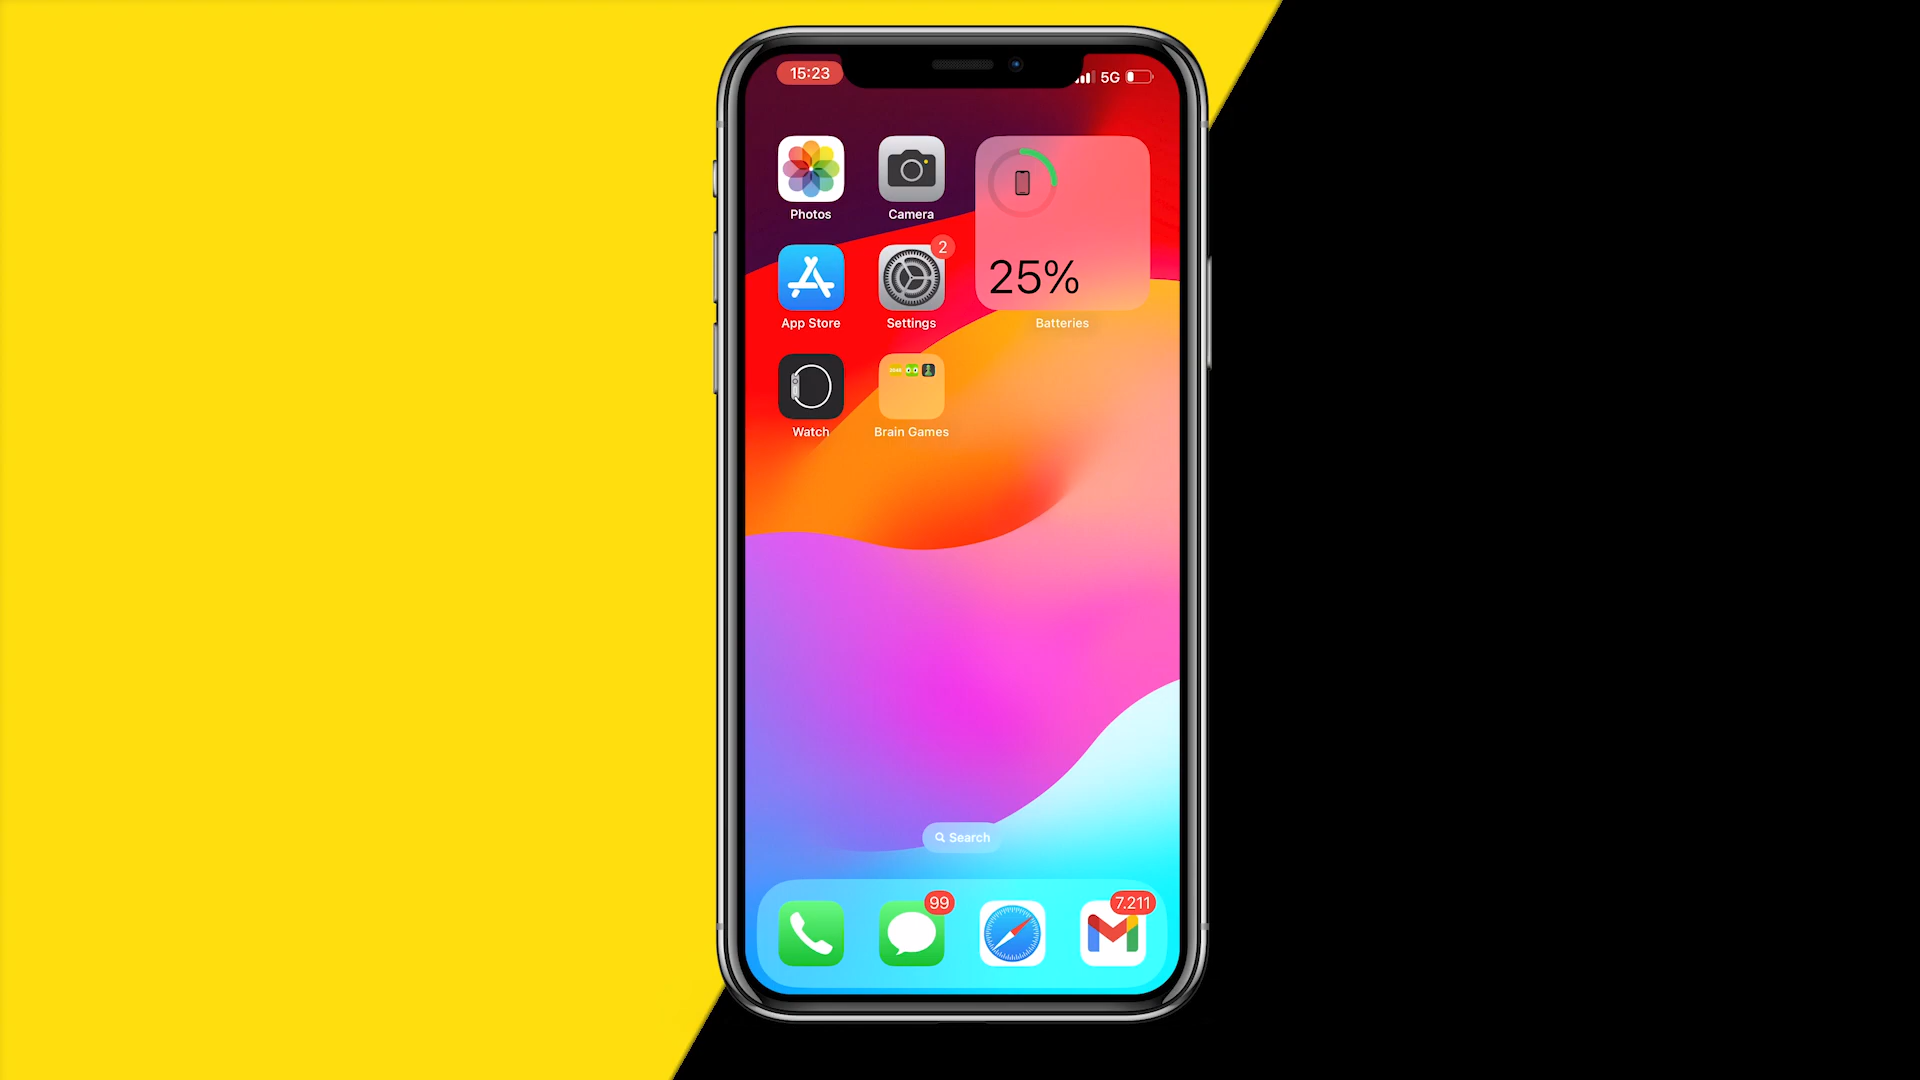 15:23
5G
Photos
Camera
25%
2
App Store
Settings
Batteries
Watch
Brain Games
Search
99
7.211